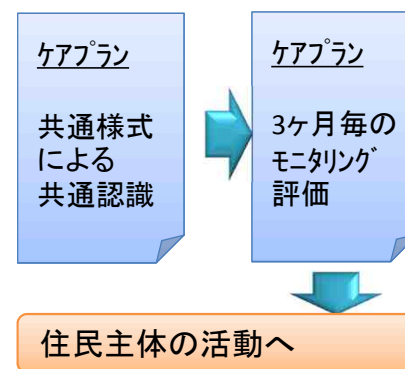 ｹｱﾌﾟﾗﾝ
共通様式
による
共通認識
ｹｱﾌﾟﾗﾝ
3ヶ月毎の
ﾓﾆﾀﾘﾝｸﾞ
評価
住民主体の活動へ